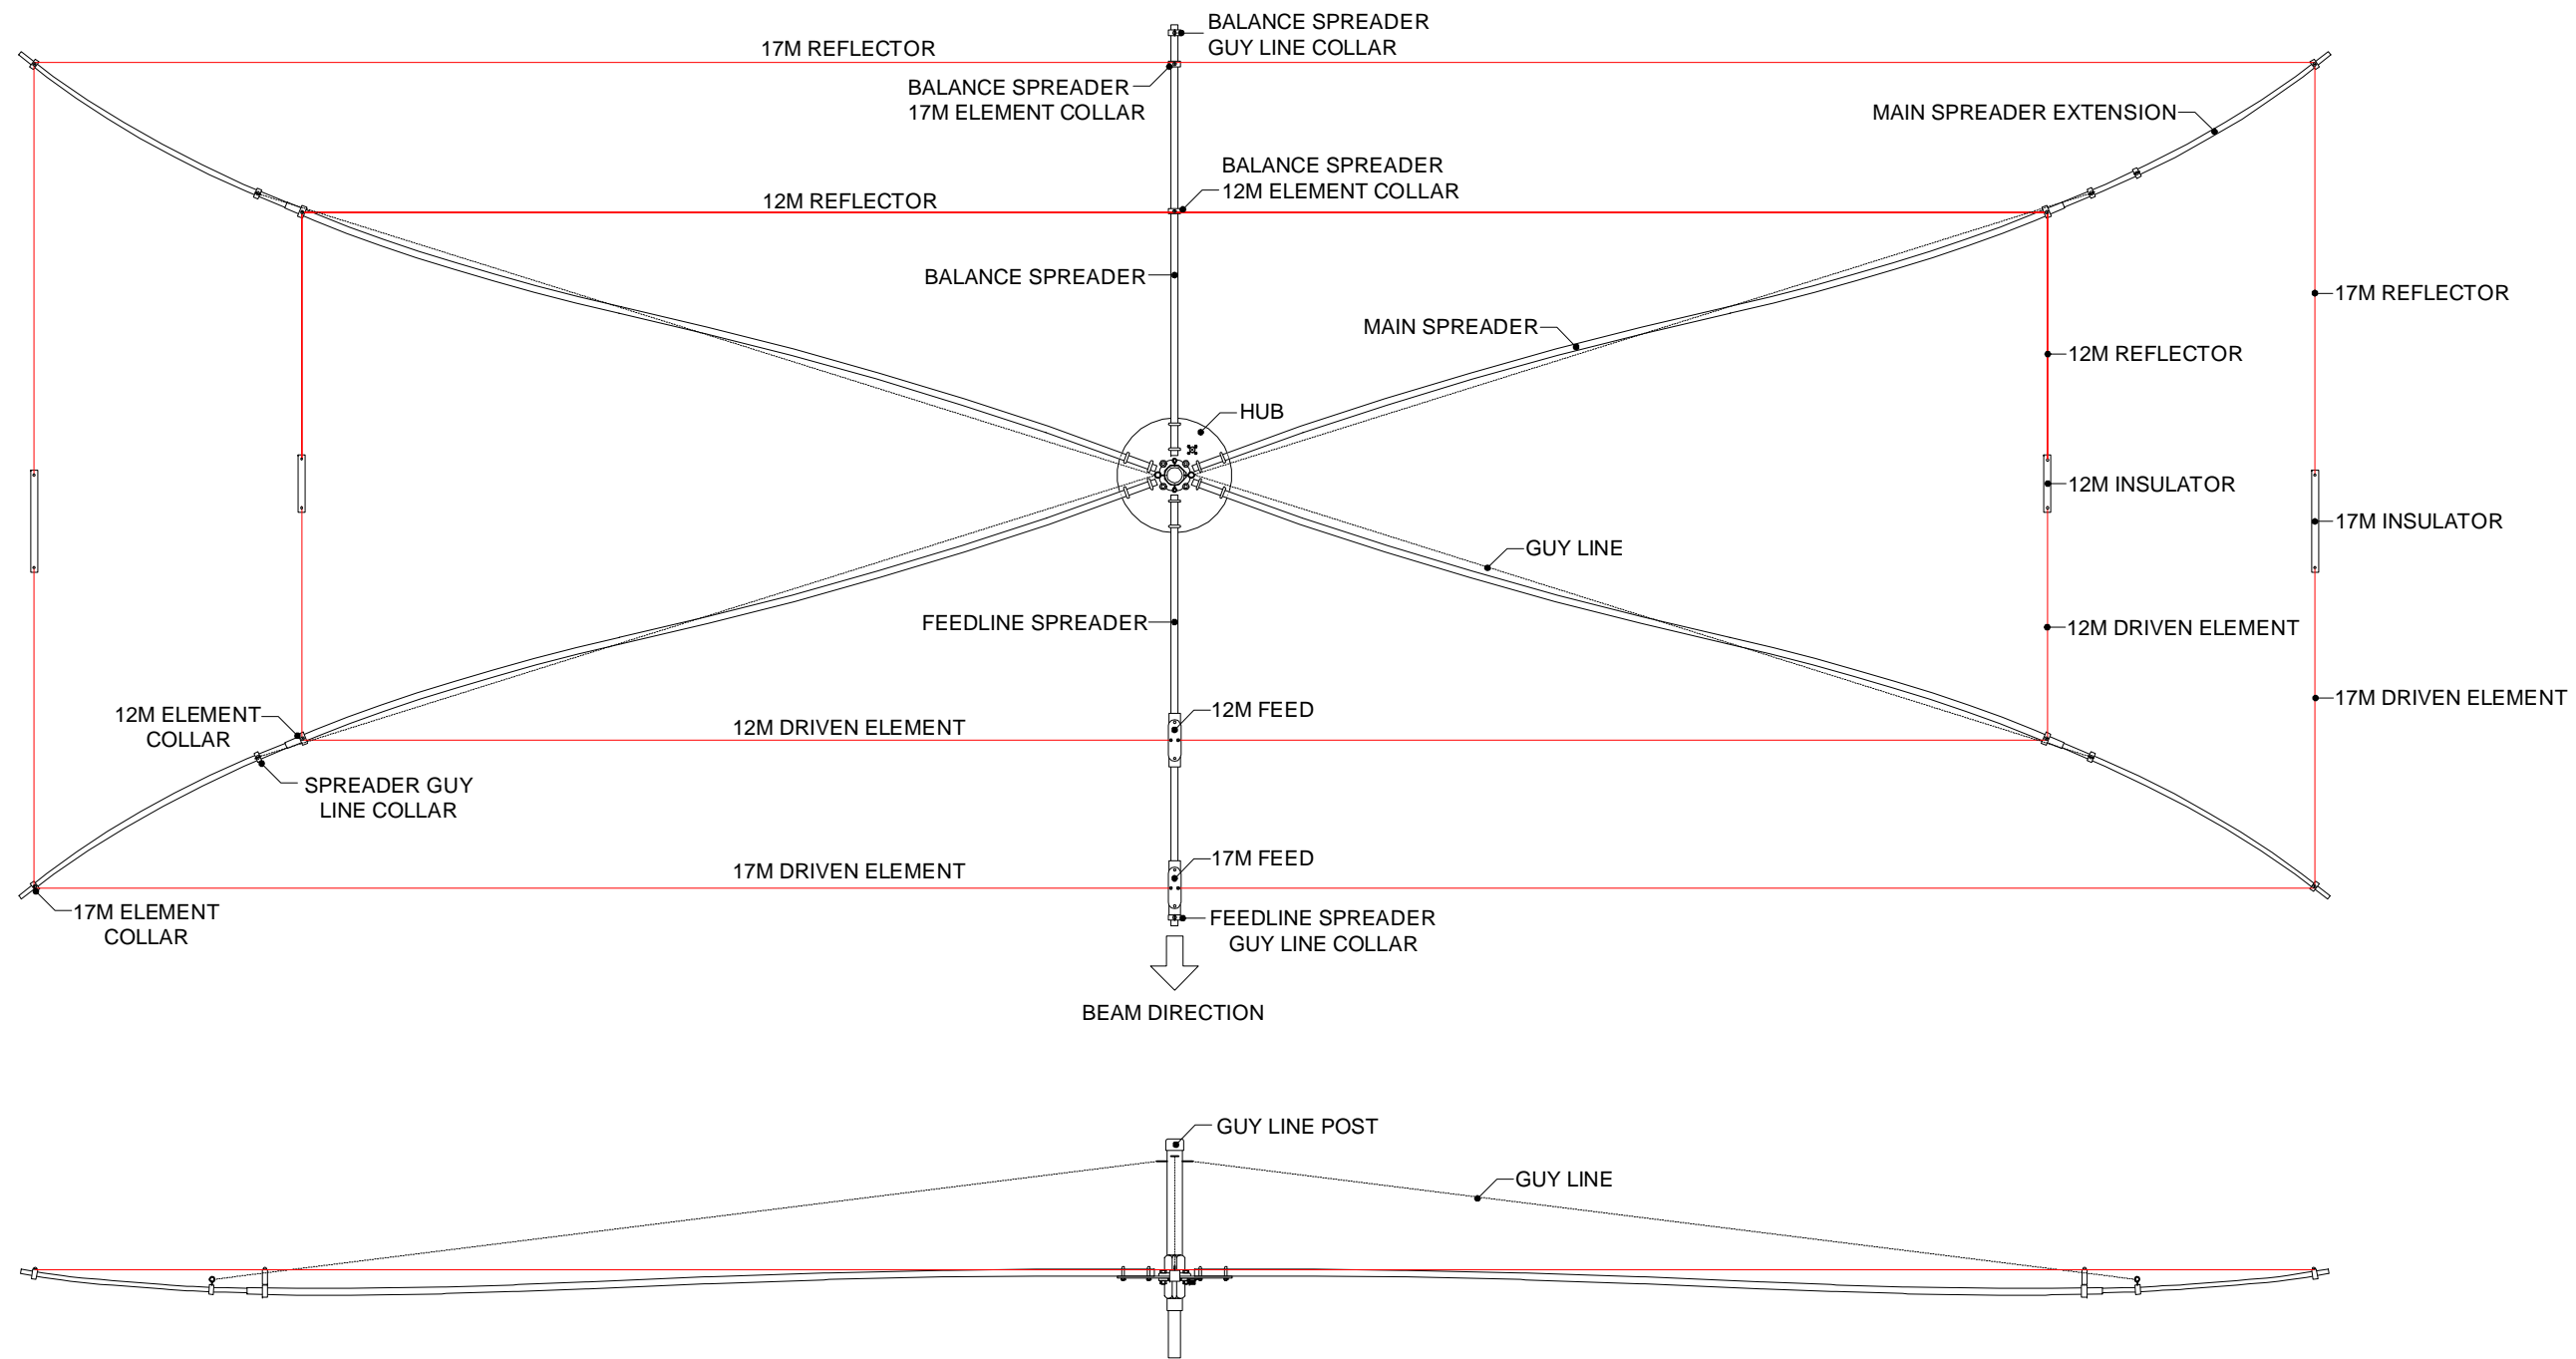 BALANCE SPREADER
GUY LINE COLLAR
17M REFLECTOR
BALANCE SPREADER
17M ELEMENT COLLAR
MAIN SPREADER EXTENSION
BALANCE SPREADER
12M ELEMENT COLLAR
12M REFLECTOR
BALANCE SPREADER
17M REFLECTOR
MAIN SPREADER
12M REFLECTOR
HUB
12M INSULATOR
17M INSULATOR
GUY LINE
FEEDLINE SPREADER
12M DRIVEN ELEMENT
17M DRIVEN ELEMENT
12M ELEMENT
COLLAR
12M DRIVEN ELEMENT
12M FEED
SPREADER GUY
LINE COLLAR
17M DRIVEN ELEMENT
17M FEED
17M ELEMENT
COLLAR
FEEDLINE SPREADER
GUY LINE COLLAR
BEAM DIRECTION
GUY LINE POST
GUY LINE